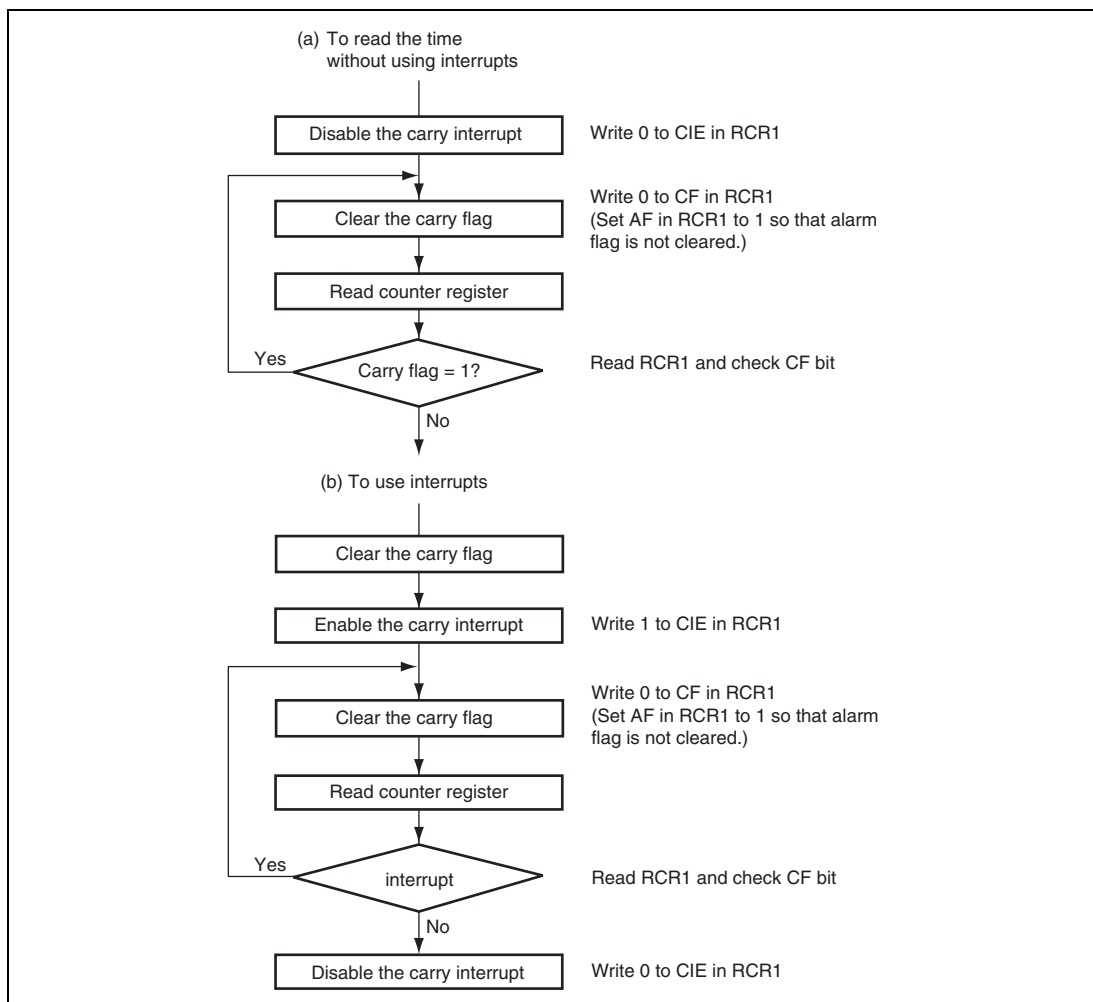 (a) To read the time
without using interrupts
Disable the carry interrupt
Write 0 to CIE in RCR1
Clear the carry flag
Write 0 to CF in RCR1
(Set AF in RCR1 to 1 so that alarm
flag is not cleared.)
Read counter register
Yes
Carry flag = 1?
Read RCR1 and check CF bit
No
(b) To use interrupts
Clear the carry flag
Enable the carry interrupt
Write 1 to CIE in RCR1
Clear the carry flag
Write 0 to CF in RCR1
(Set AF in RCR1 to 1 so that alarm
flag is not cleared.)
Read counter register
Yes
interrupt
Read RCR1 and check CF bit
No
Disable the carry interrupt
Write 0 to CIE in RCR1